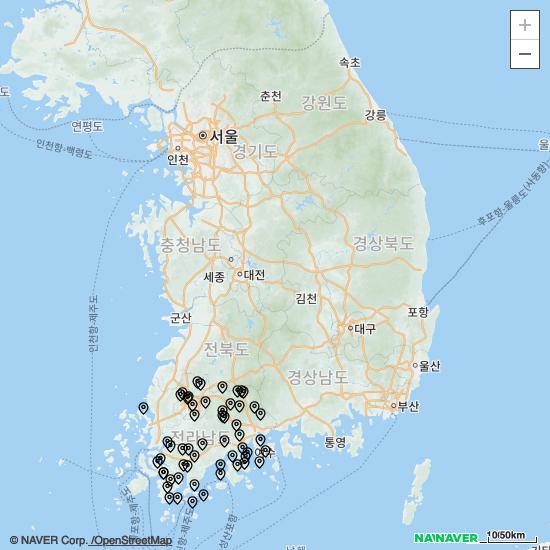 +
−
속초
춘천
강원도
강릉
도
연평도
서울
인천항-백령도
인천
경기도
울
후포항-울릉도(사동항)
충청남도
경상북도
세종
대전
김천
인천항-제주도
군산
포항
대구
전북도
울산
경상남도
부산
전라남도
여수
통영
© NAVER Corp. /OpenStreetMap
NAVER
10/50km